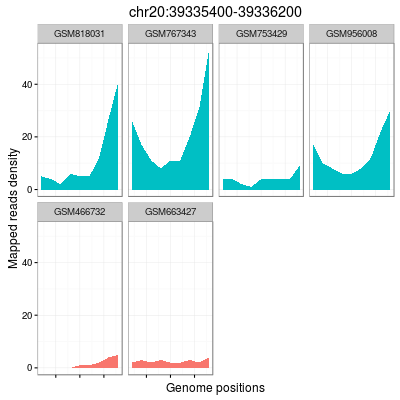 chr20:39335400-39336200
GSM818031 GSM767343 GSM753429 GSM956008
40
20
0
GSM466732 GSM663427
40
20
0
Mapped reads density
Genome positions